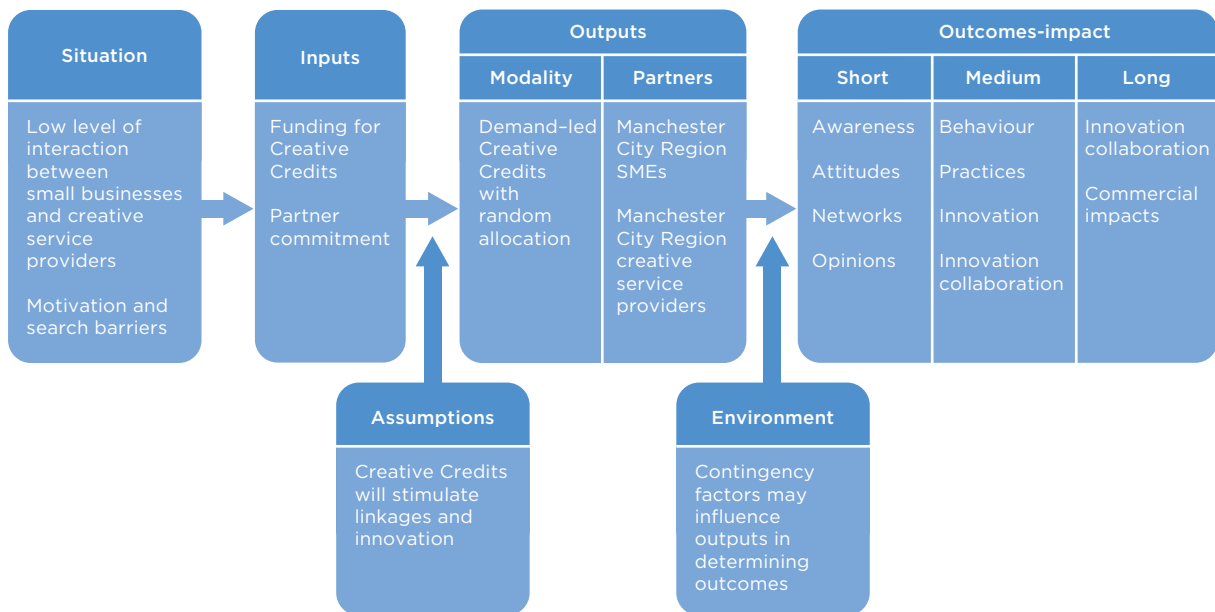 Situation
Low level of
interaction
between
small businesses
and creative
service
providers
Motivation and
search barriers
Inputs
Funding for
Creative
Credits
Partner
commitment
Outputs
Modality
Demand–led
Creative
Credits
with
random
allocation
Partners
Manchester
City Region
SMEs
Manchester
City Region
creative
service
providers
Outcomes-impact
Short
Awareness
Attitudes
Networks
Opinions
Medium
Behaviour
Practices
Innovation
Innovation
collaboration
Long
Innovation
collaboration
Commercial
impacts
Assumptions
Creative Credits
will stimulate
linkages and
innovation
Environment
Contingency
factors may
influence
outputs in
determining
outcomes